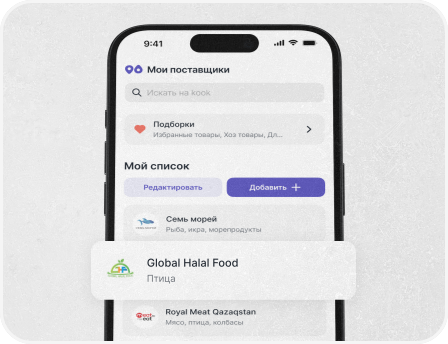 9:41
Мои поставщики
Искать на kook
Подборки
Избранные товары, Хоз товары, Дл...
Мой список
Редактировать
Добавить +
Семь морей
Рыба, икра, морепродукты
Global Halal Food
Птица
Royal Meat Qazaqstan
Мясо, птица, колбасы